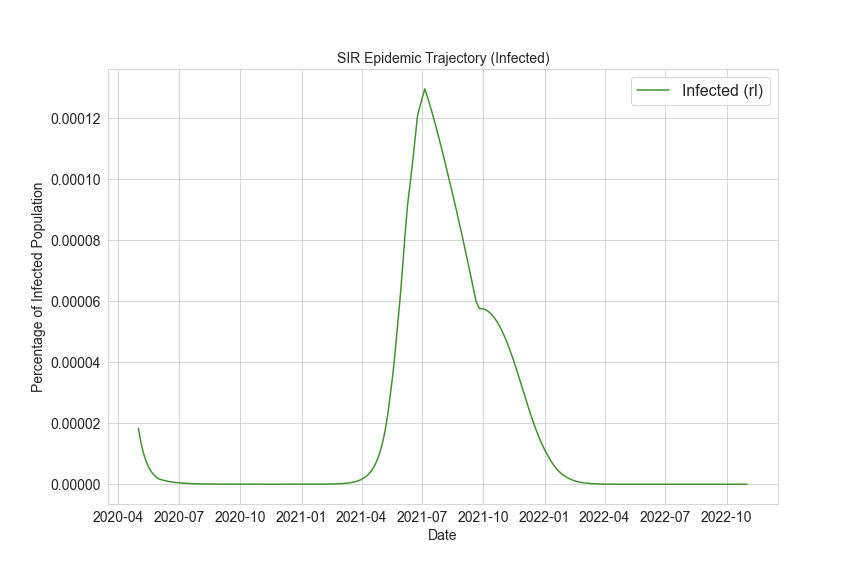 SIR Epidemic Trajectory (Infected)
Infected (rI)
Percentage of Infected Population
0.00012
0.00010
0.00008
0.00006
0.00004
0.00002
0.00000
2020-04 2020-07 2020-10 2021-01 2021-04 2021-07 2021-10 2022-01 2022-04 2022-07 2022-10
Date